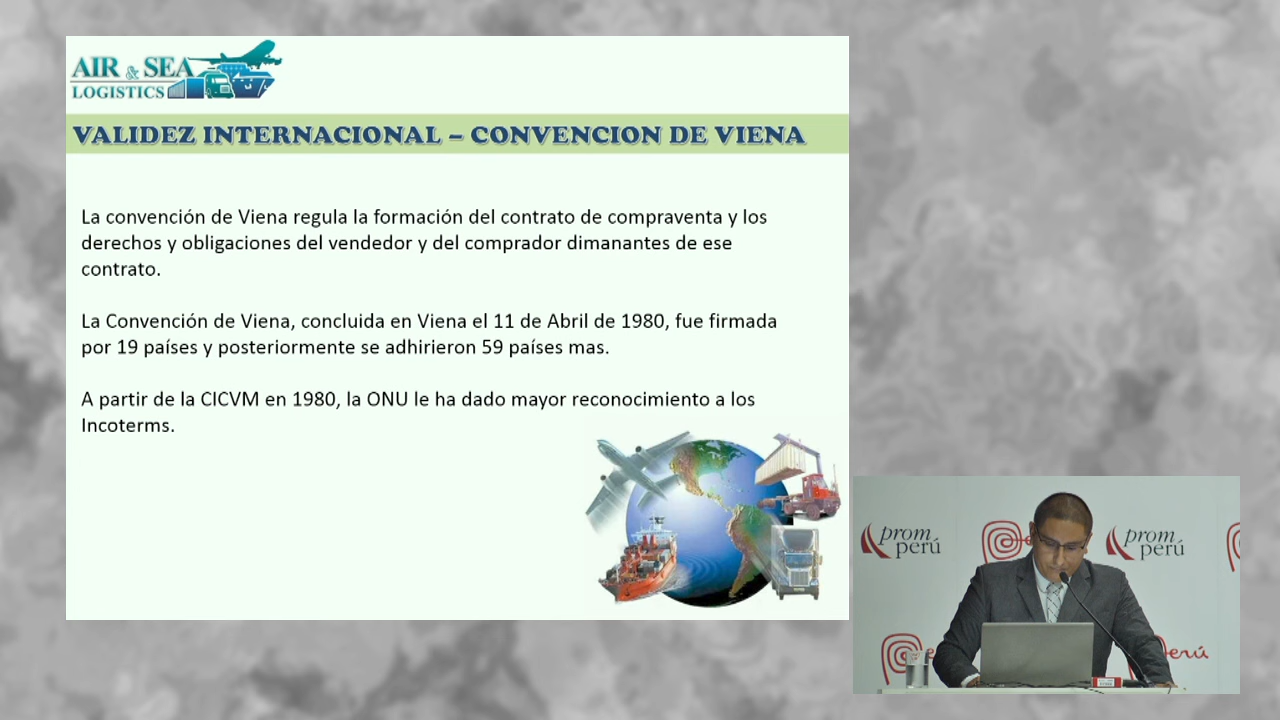 AIR & SEA
LOGISTICS
VALIDEZ INTERNACIONAL – CONVENCION DE VIENA
La convención de Viena regula la formación del contrato de compraventa y los
derechos y obligaciones del vendedor y del comprador dimanantes de ese
contrato.
La Convención de Viena, concluida en Viena el 11 de Abril de 1980, fue firmada
por 19 países y posteriormente se adhirieron 59 países mas.
A partir de la CICVM en 1980, la ONU le ha dado mayor reconocimiento a los
Incoterms.
prom
perú
prom
perú
erú